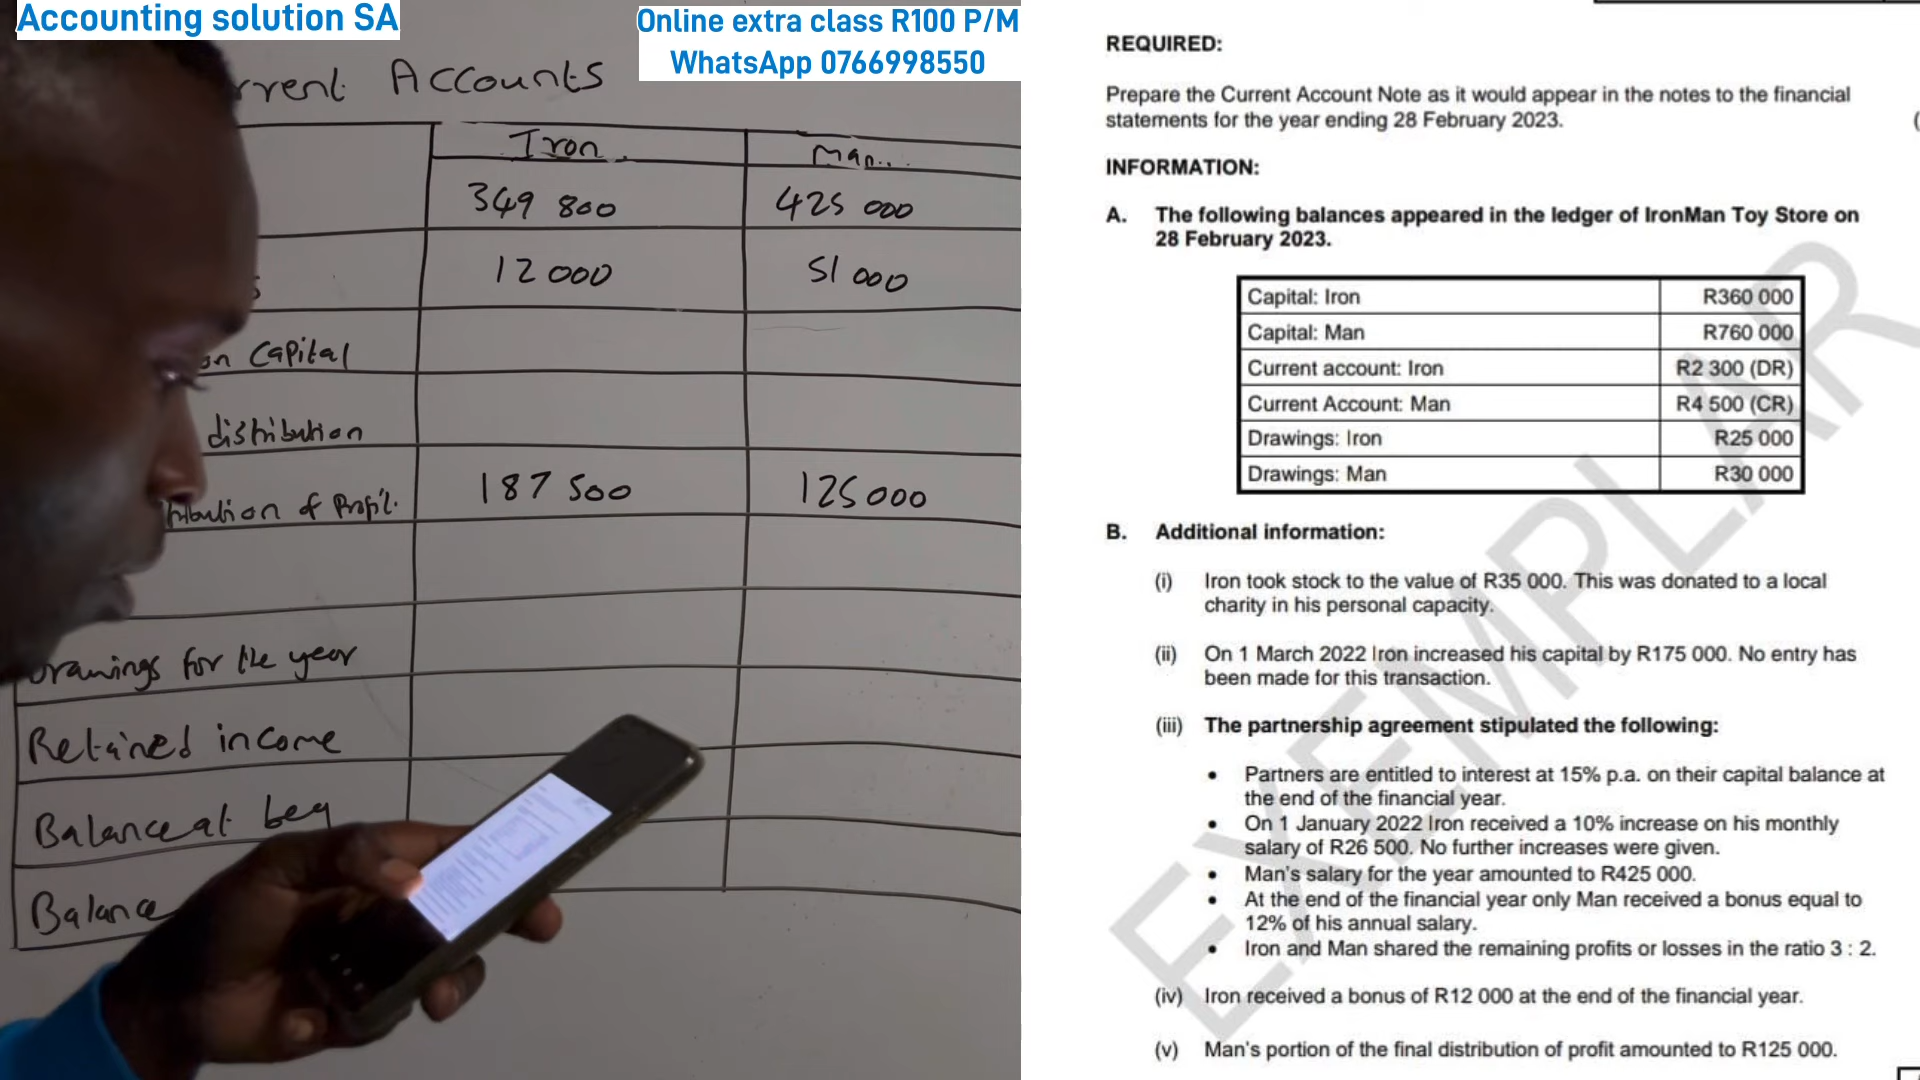 Accounting solution SA
Online extra class R100 P/M
WhatsApp 0766998550
Accounts
Iron
Man
349 800
425 000
12 000
51 000
on Capital
distribution
of Profit
187 500
125 000
Drawings for the year
Retained income
Balance at beg
Balance
REQUIRED:
Prepare the Current Account Note as it would appear in the notes to the financial
statements for the year ending 28 February 2023.
(
INFORMATION:
A. The following balances appeared in the ledger of IronMan Toy Store on
28 February 2023.
Capital: Iron R360 000
Capital: Man R760 000
Current account: Iron R2 300 (DR)
Current Account: Man R4 500 (CR)
Drawings: Iron R25 000
Drawings: Man R30 000
B. Additional information:
(i) Iron took stock to the value of R35 000. This was donated to a local
charity in his personal capacity.
(ii) On 1 March 2022 Iron increased his capital by R175 000. No entry has
been made for this transaction.
(iii) The partnership agreement stipulated the following:
• Partners are entitled to interest at 15% p.a. on their capital balance at
the end of the financial year.
• On 1 January 2022 Iron received a 10% increase on his monthly
salary of R26 500. No further increases were given.
• Man's salary for the year amounted to R425 000.
• At the end of the financial year only Man received a bonus equal to
12% of his annual salary.
• Iron and Man shared the remaining profits or losses in the ratio 3 : 2.
(iv) Iron received a bonus of R12 000 at the end of the financial year.
(v) Man's portion of the final distribution of profit amounted to R125 000.
EXEMPLAR